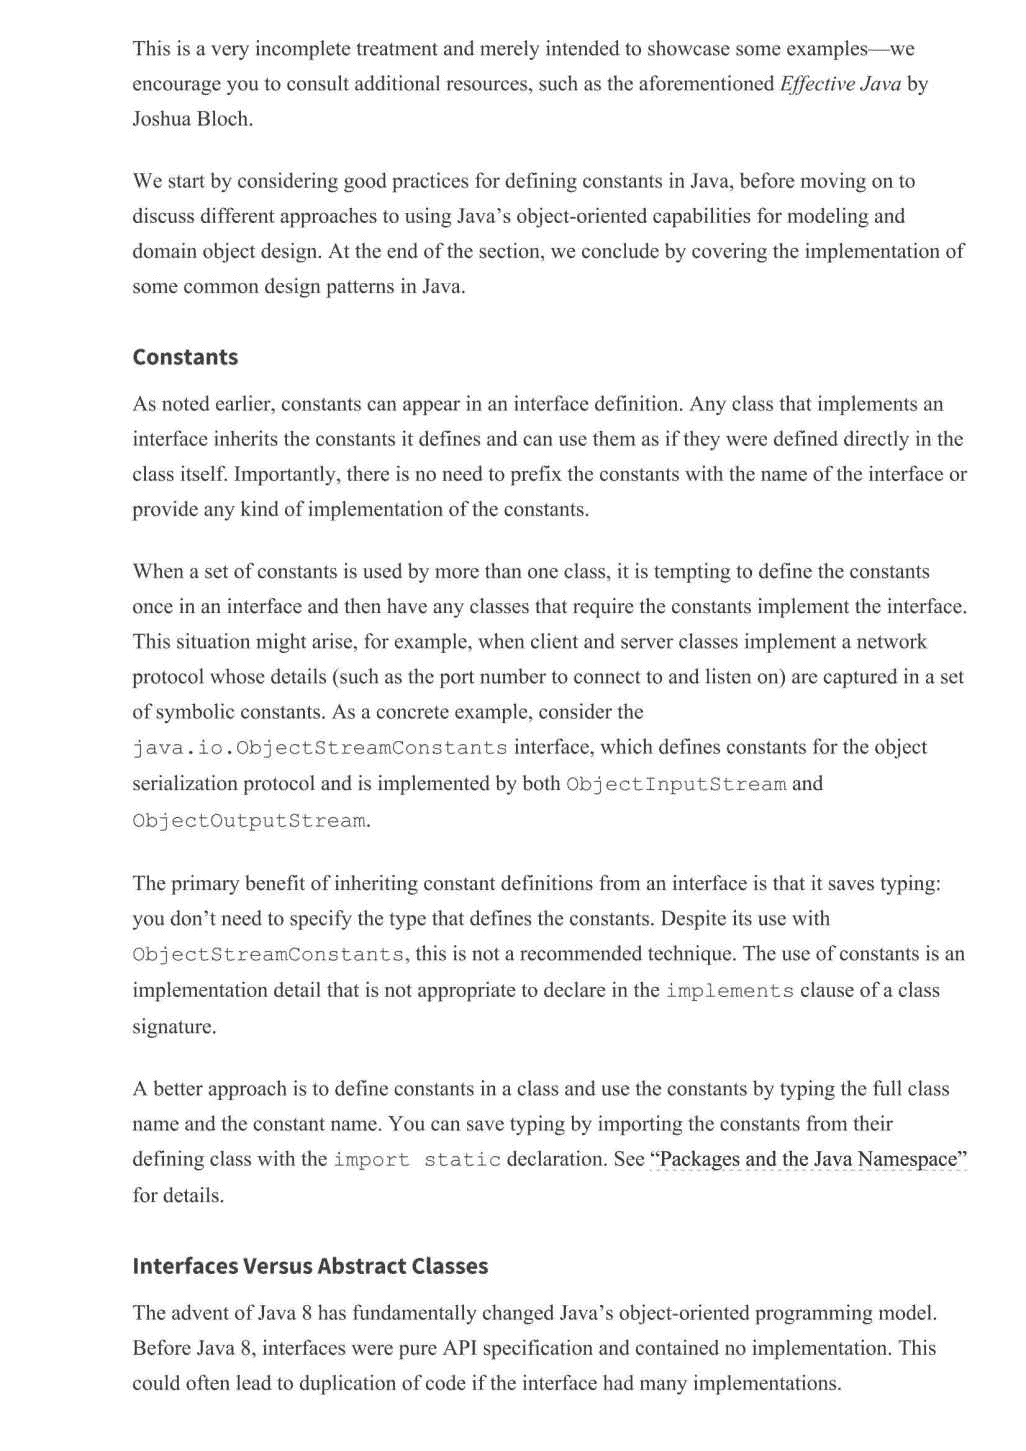 This is a very incomplete treatment and merely intended to showcase some examples—we
encourage you to consult additional resources, such as the aforementioned Effective Java by
Joshua Bloch.
We start by considering good practices for defining constants in Java, before moving on to
discuss different approaches to using Java’s object-oriented capabilities for modeling and
domain object design. At the end of the section, we conclude by covering the implementation of
some common design patterns in Java.
Constants
As noted earlier, constants can appear in an interface definition. Any class that implements an
interface inherits the constants it defines and can use them as if they were defined directly in the
class itself. Importantly, there is no need to prefix the constants with the name of the interface or
provide any kind of implementation of the constants.
When a set of constants is used by more than one class, it is tempting to define the constants
once in an interface and then have any classes that require the constants implement the interface.
This situation might arise, for example, when client and server classes implement a network
protocol whose details (such as the port number to connect to and listen on) are captured in a set
of symbolic constants. As a concrete example, consider the
java.io.ObjectStreamConstants interface, which defines constants for the object
serialization protocol and is implemented by both ObjectInputStream and
ObjectOutputStream.
The primary benefit of inheriting constant definitions from an interface is that it saves typing:
you don’t need to specify the type that defines the constants. Despite its use with
ObjectStreamConstants, this is not a recommended technique. The use of constants is an
implementation detail that is not appropriate to declare in the implements clause of a class
signature.
A better approach is to define constants in a class and use the constants by typing the full class
name and the constant name. You can save typing by importing the constants from their
defining class with the import static declaration. See “Packages and the Java Namespace”
for details.
Interfaces Versus Abstract Classes
The advent of Java 8 has fundamentally changed Java’s object-oriented programming model.
Before Java 8, interfaces were pure API specification and contained no implementation. This
could often lead to duplication of code if the interface had many implementations.